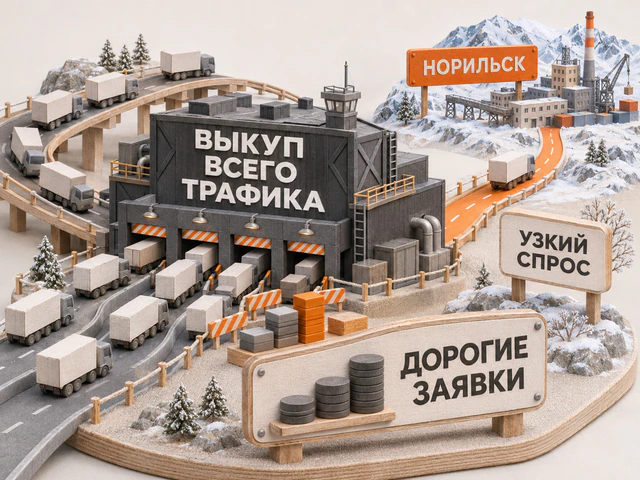 НОРИЛЬСК
ВЫКУП
ВСЕГО
ТРАФИКА
УЗКИЙ
СПРОС
ДОРОГИЕ
ЗАЯВКИ